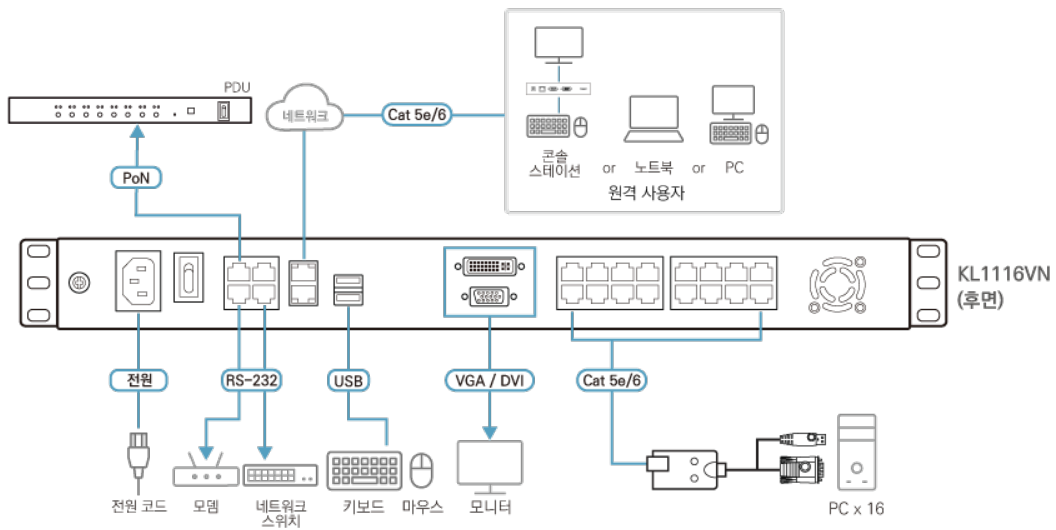 PDU
네트워크
Cat 5e/6
콘솔
스테이션
or
노트북
or
PC
원격 사용자
PoN
KL1116VN
(후면)
전원
RS-232
USB
VGA / DVI
Cat 5e/6
전원 코드
모뎀
네트워크
스위치
키보드
마우스
모니터
PC x 16